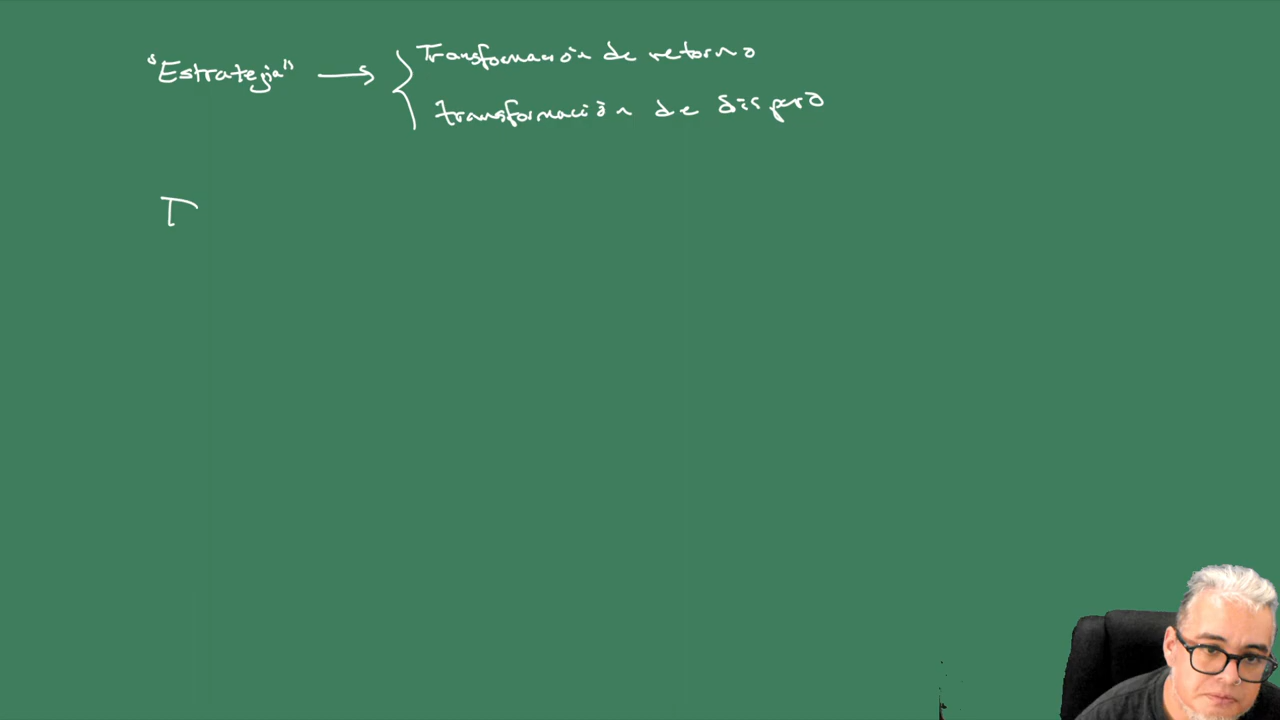 "Estrategia" → { Transformación de retorno
transformación de disparo
T